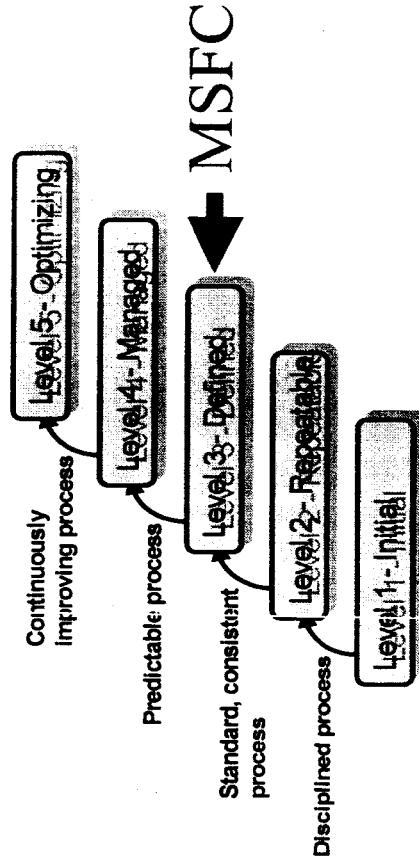 Continuously
improving process
Level 5 - Optimizing
Predictable process
Level 4 - Managed
Standard, consistent
process
Level 3 - Defined
MSFC
Disciplined process
Level 2 - Repeatable
Level 1 - Initial